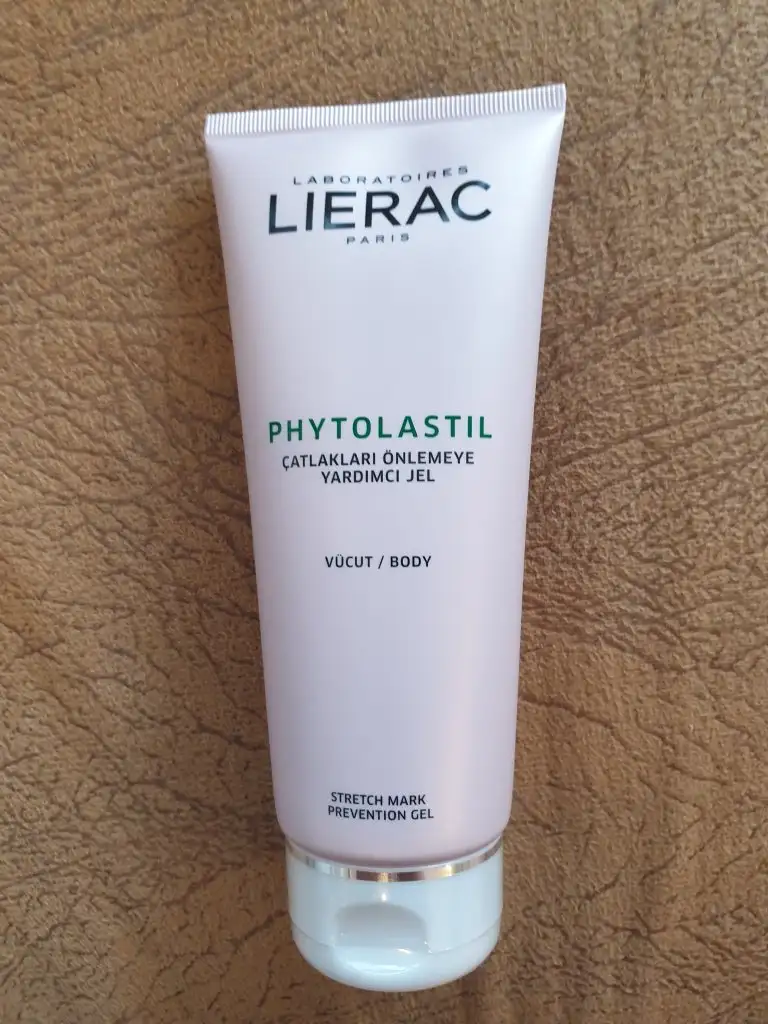 LABORATOIRES
LIERAC
PARIS
PHYTOLASTIL
ÇATLAKLARI ÖNLEMEYE
YARDIMCI JEL
VÜCUT / BODY
STRETCH MARK
PREVENTION GEL